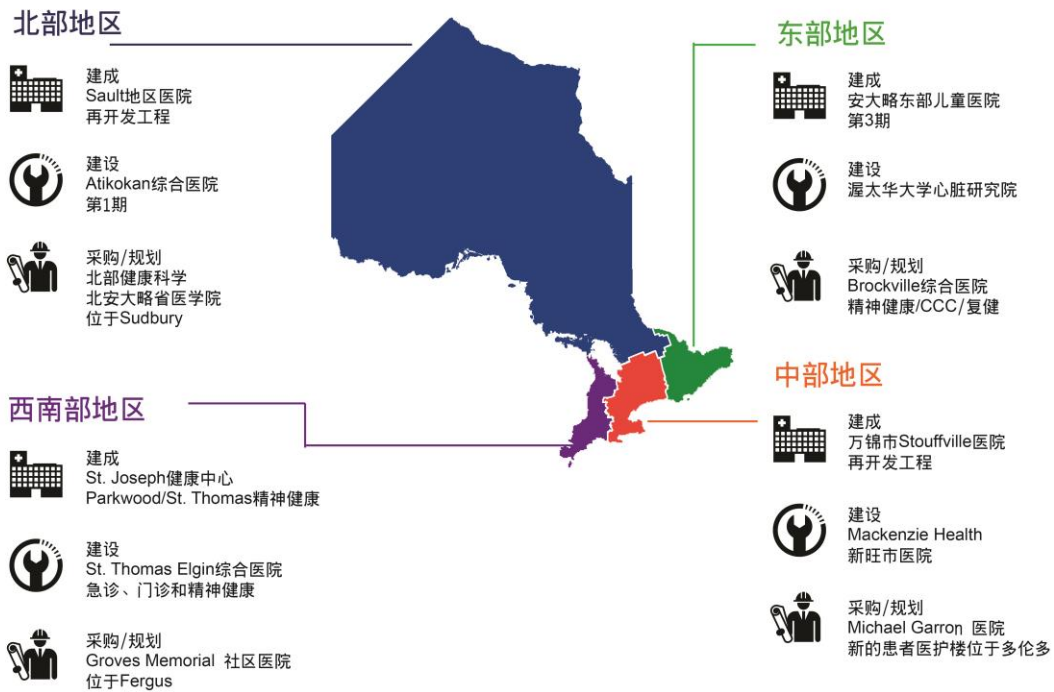 北部地区
建成
Sault地区医院
再开发工程
建设
Atikokan综合医院
第1期
采购/规划
北部健康科学
北安大略省医学院
位于Sudbury
东部地区
建成
安大略东部儿童医院
第3期
建设
渥太华大学心脏研究院
采购/规划
Brockville综合医院
精神健康/CCC/复健
西南部地区
建成
St. Joseph健康中心
Parkwood/St. Thomas精神健康
建设
St. Thomas Elgin综合医院
急诊、门诊和精神健康
采购/规划
Groves Memorial 社区医院
位于Fergus
中部地区
建成
万锦市Stouffville医院
再开发工程
建设
Mackenzie Health
新旺市医院
采购/规划
Michael Garron 医院
新的患者医护楼位于多伦多